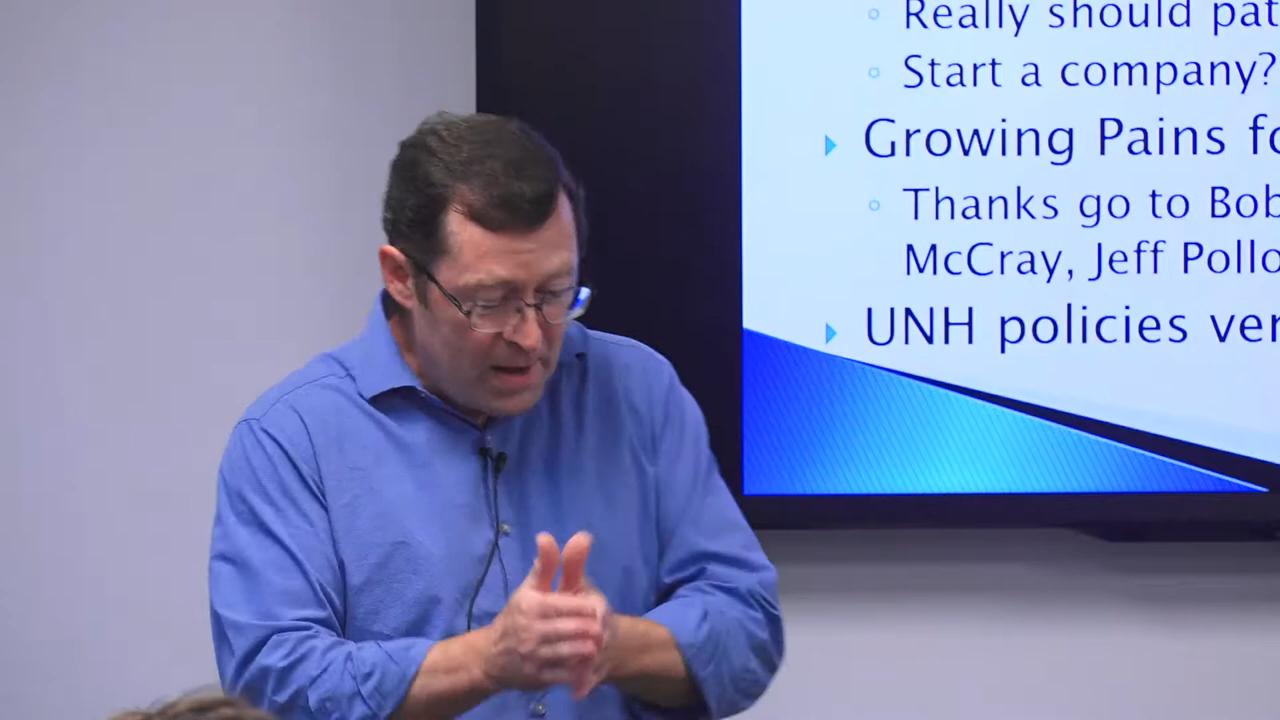 Really should pat
Start a company?
Growing Pains fo
Thanks go to Bob
McCray, Jeff Pollo
UNH policies ver